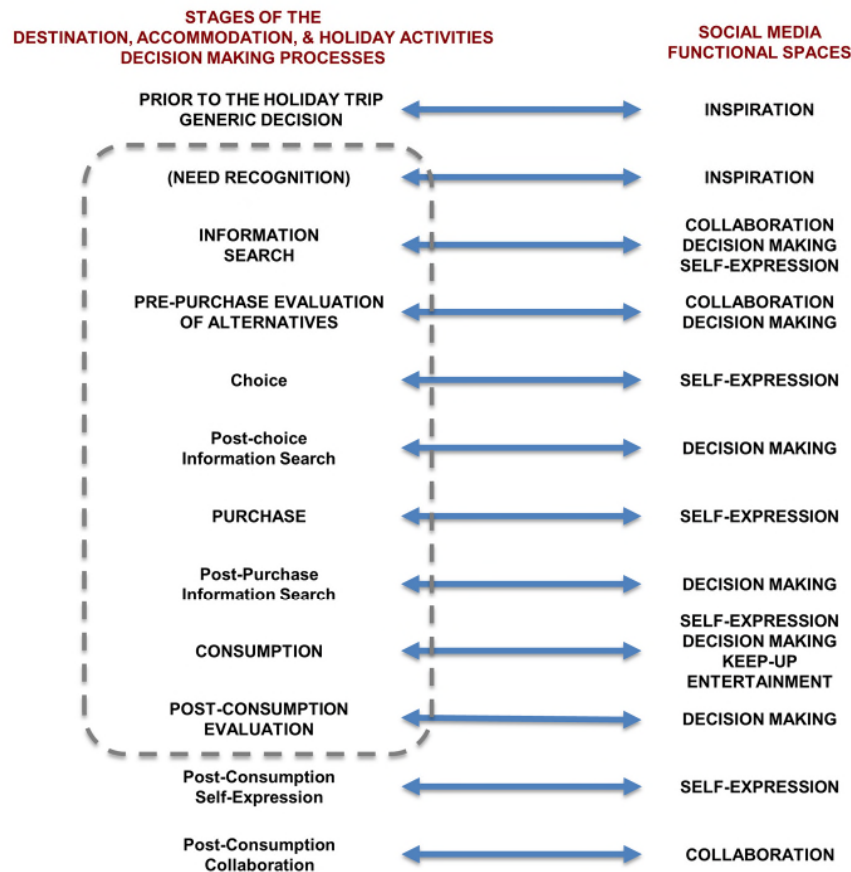 STAGES OF THE
DESTINATION, ACCOMMODATION, & HOLIDAY ACTIVITIES
DECISION MAKING PROCESSES
SOCIAL MEDIA
FUNCTIONAL SPACES
PRIOR TO THE HOLIDAY TRIP
GENERIC DECISION
INSPIRATION
(NEED RECOGNITION)
INSPIRATION
INFORMATION
SEARCH
COLLABORATION
DECISION MAKING
SELF-EXPRESSION
PRE-PURCHASE EVALUATION
OF ALTERNATIVES
COLLABORATION
DECISION MAKING
Choice
SELF-EXPRESSION
Post-choice
Information Search
DECISION MAKING
PURCHASE
SELF-EXPRESSION
Post-Purchase
Information Search
DECISION MAKING
CONSUMPTION
SELF-EXPRESSION
DECISION MAKING
KEEP-UP
ENTERTAINMENT
POST-CONSUMPTION
EVALUATION
DECISION MAKING
Post-Consumption
Self-Expression
SELF-EXPRESSION
Post-Consumption
Collaboration
COLLABORATION